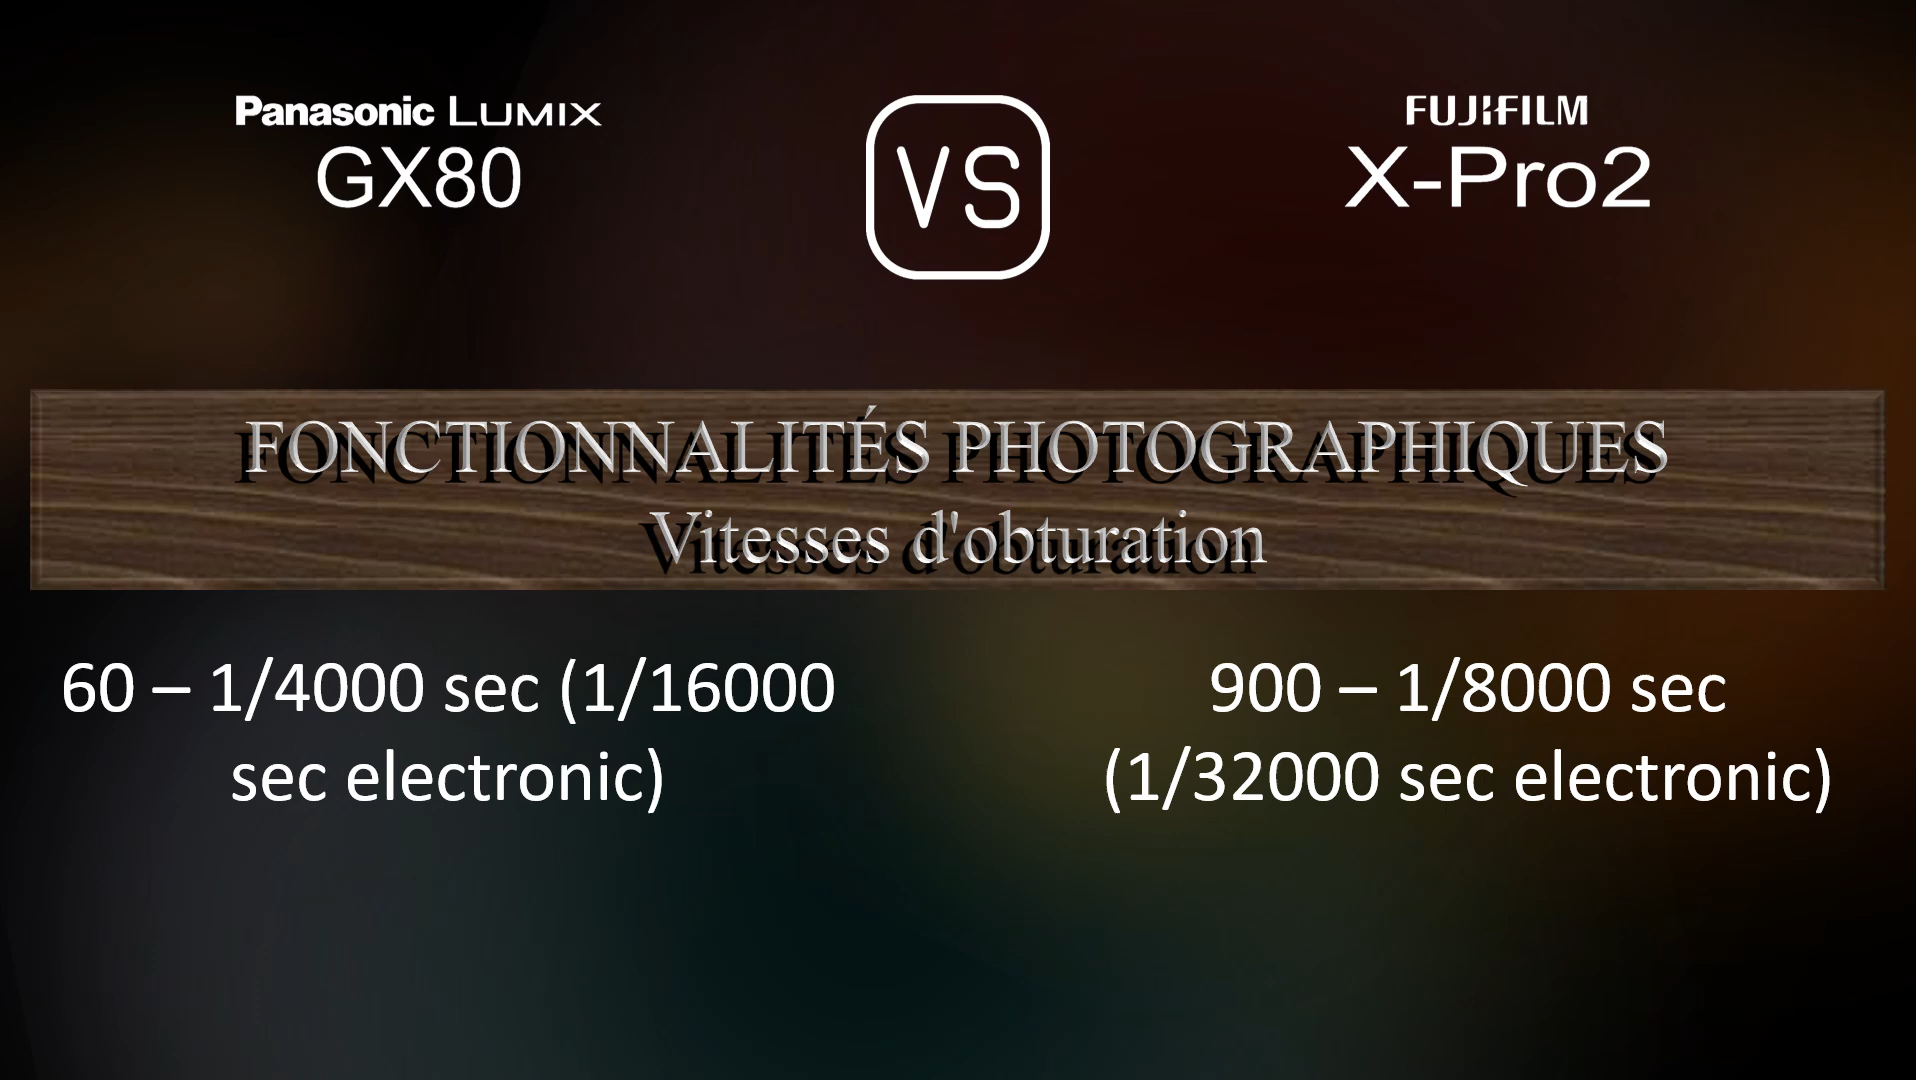 Panasonic LUMIX
GX80
VS
FUJIFILM
X-Pro2
FONCTIONNALITÉS PHOTOGRAPHIQUES
Vitesses d'obturation
60 – 1/4000 sec (1/16000
sec electronic)
900 – 1/8000 sec
(1/32000 sec electronic)